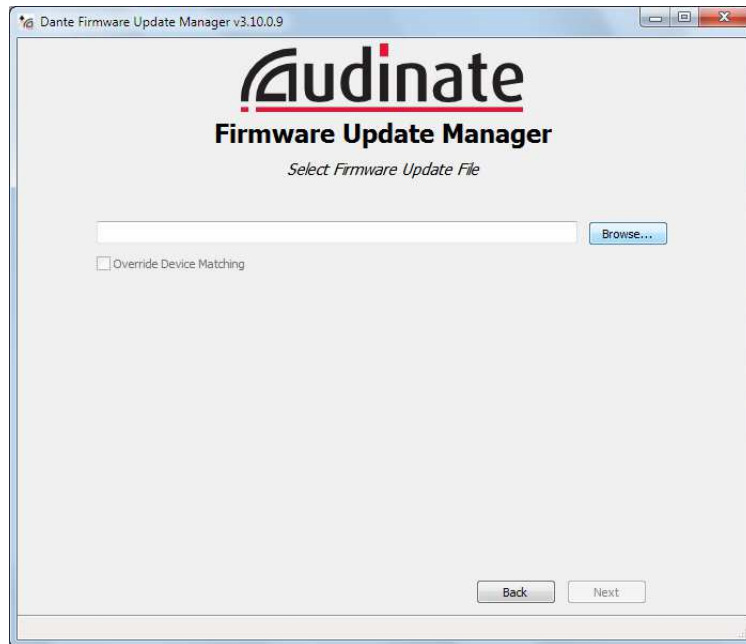 Dante Firmware Update Manager v3.10.0.9
Audinate
Firmware Update Manager
Select Firmware Update File
Browse...
Override Device Matching
Back Next